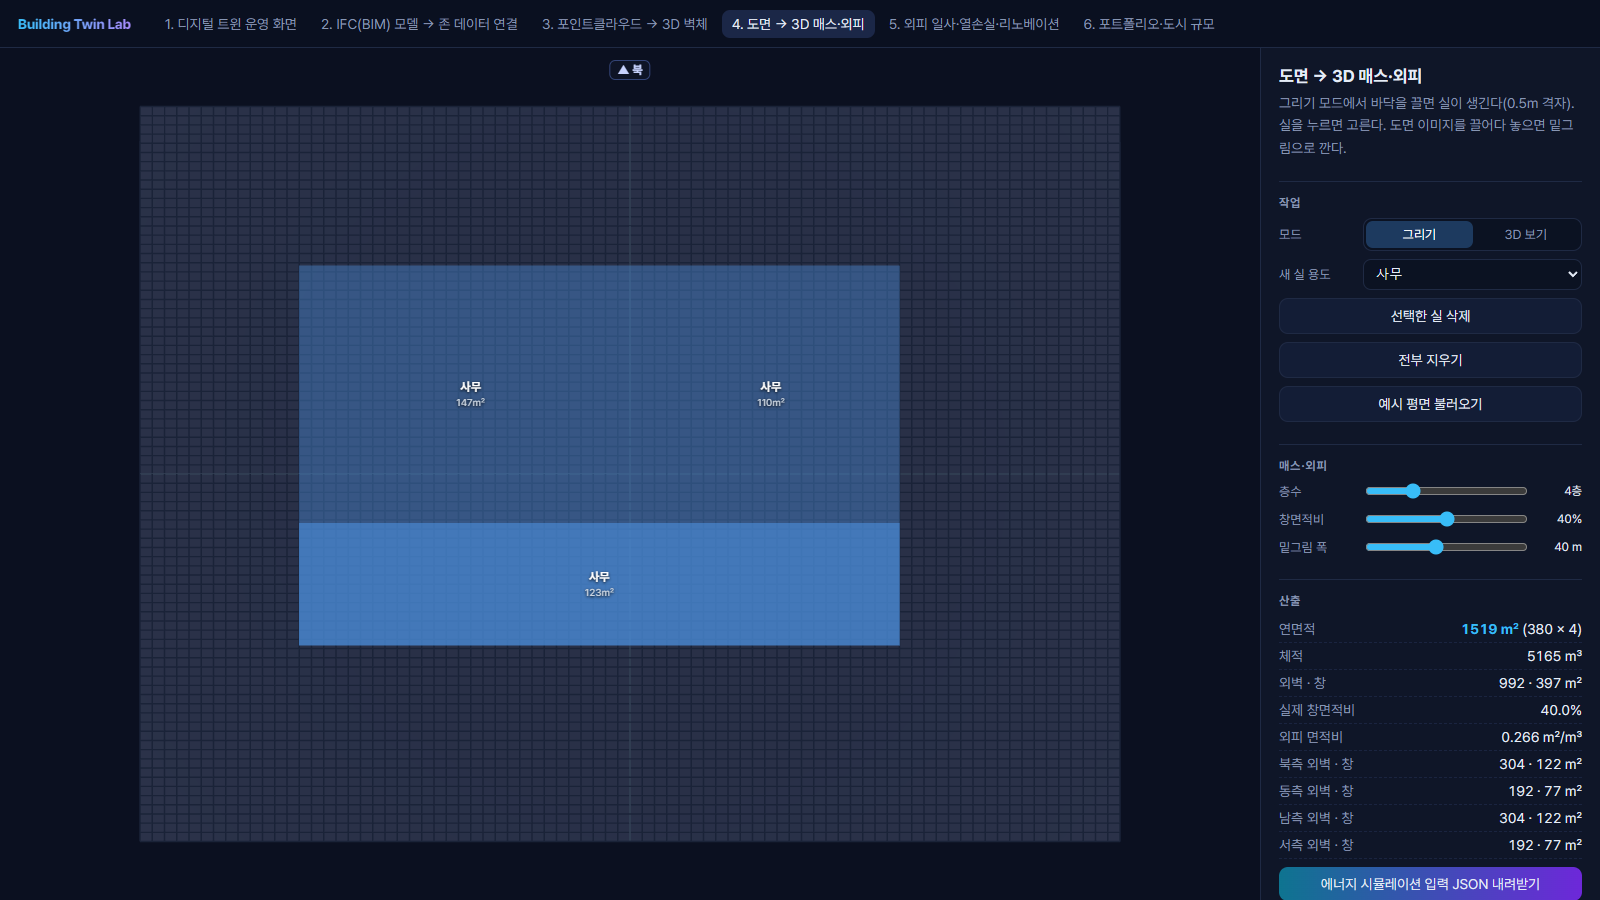 Building Twin Lab
1. 디지털 트윈 운영 화면
2. IFC(BIM) 모델 → 존 데이터 연결
3. 포인트클라우드 → 3D 벽체
4. 도면 → 3D 매스·외피
5. 외피 일사·열손실·리노베이션
6. 포트폴리오·도시 규모
▲ 북
사무
147m²
사무
110m²
사무
123m²
도면 → 3D 매스·외피
그리기 모드에서 바닥을 끌면 실이 생긴다(0.5m 격자).
실을 누르면 고른다. 도면 이미지를 끌어다 놓으면 밑그
림으로 깐다.
작업
모드 그리기 3D 보기
새 실 용도 사무
선택한 실 삭제
전부 지우기
예시 평면 불러오기
매스·외피
층수 4층
창면적비 40%
밑그림 폭 40 m
산출
연면적 1519 m² (380 × 4)
체적 5165 m³
외벽 · 창 992 · 397 m²
실제 창면적비 40.0%
외피 면적비 0.266 m²/m³
북측 외벽 · 창 304 · 122 m²
동측 외벽 · 창 192 · 77 m²
남측 외벽 · 창 304 · 122 m²
서측 외벽 · 창 192 · 77 m²
에너지 시뮬레이션 입력 JSON 내려받기